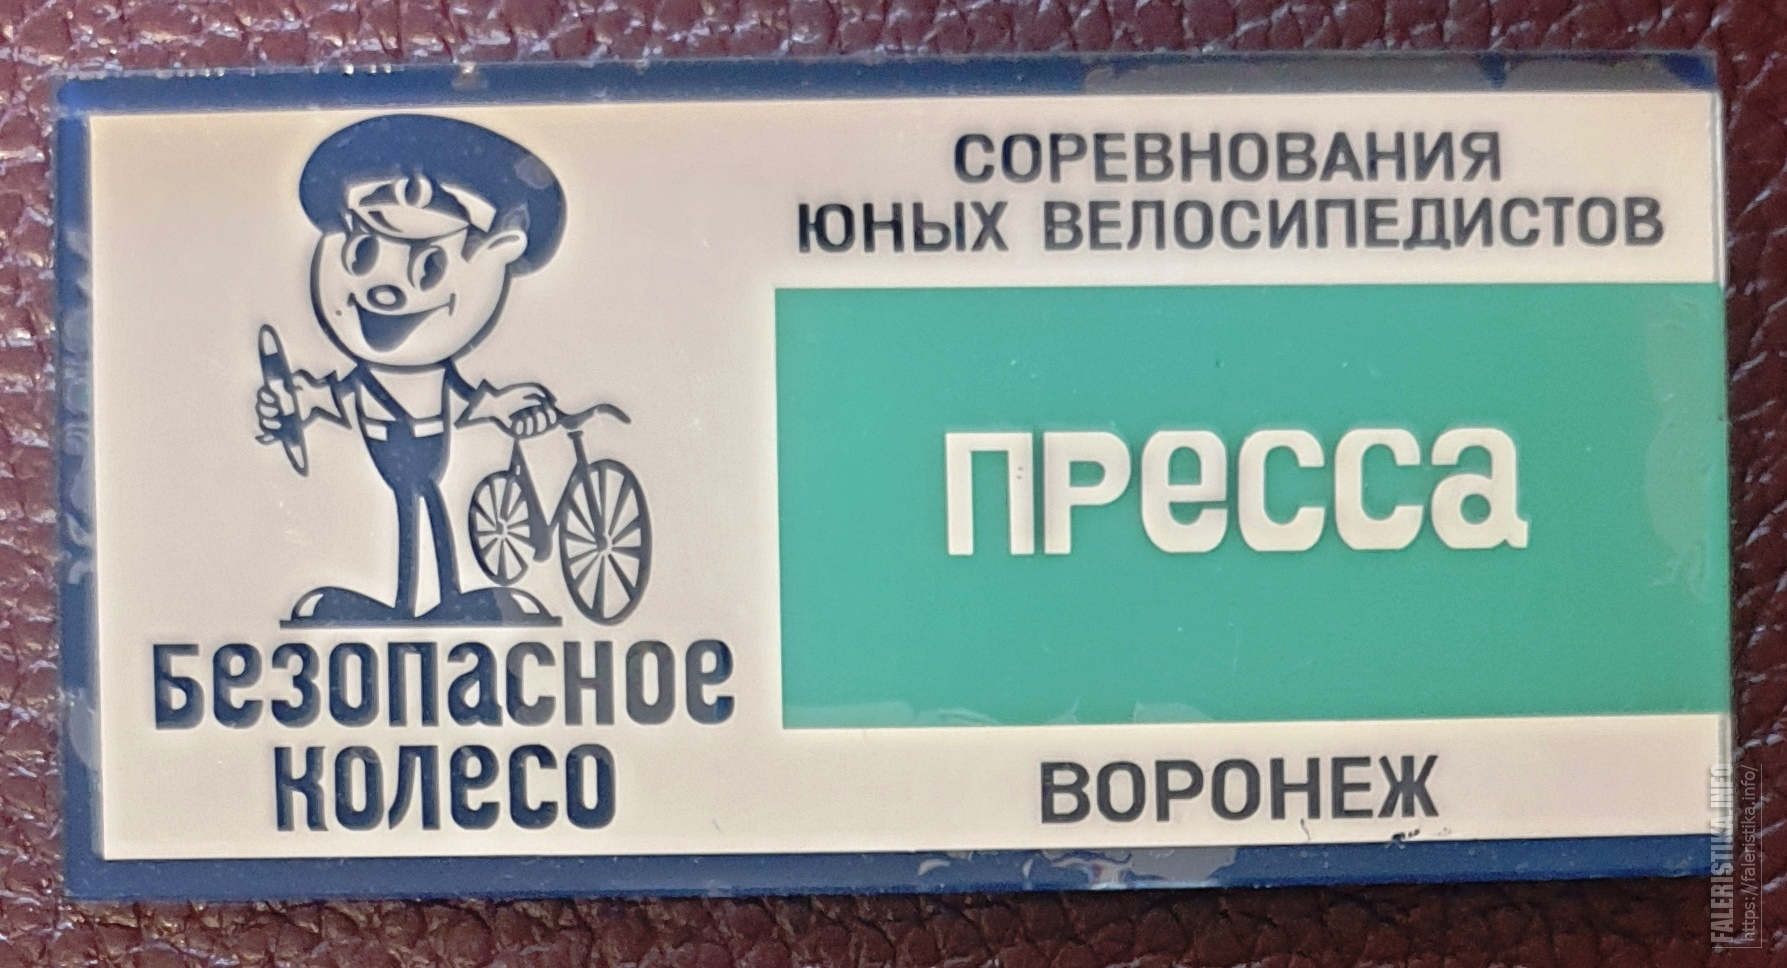 СОРЕВНОВАНИЯ
ЮНЫХ ВЕЛОСИПЕДИСТОВ
ПРЕССА
БЕЗОПАСНОЕ
КОЛЕСО
ВОРОНЕЖ
FALERISTIKA.INFO
https://faleristika.info/